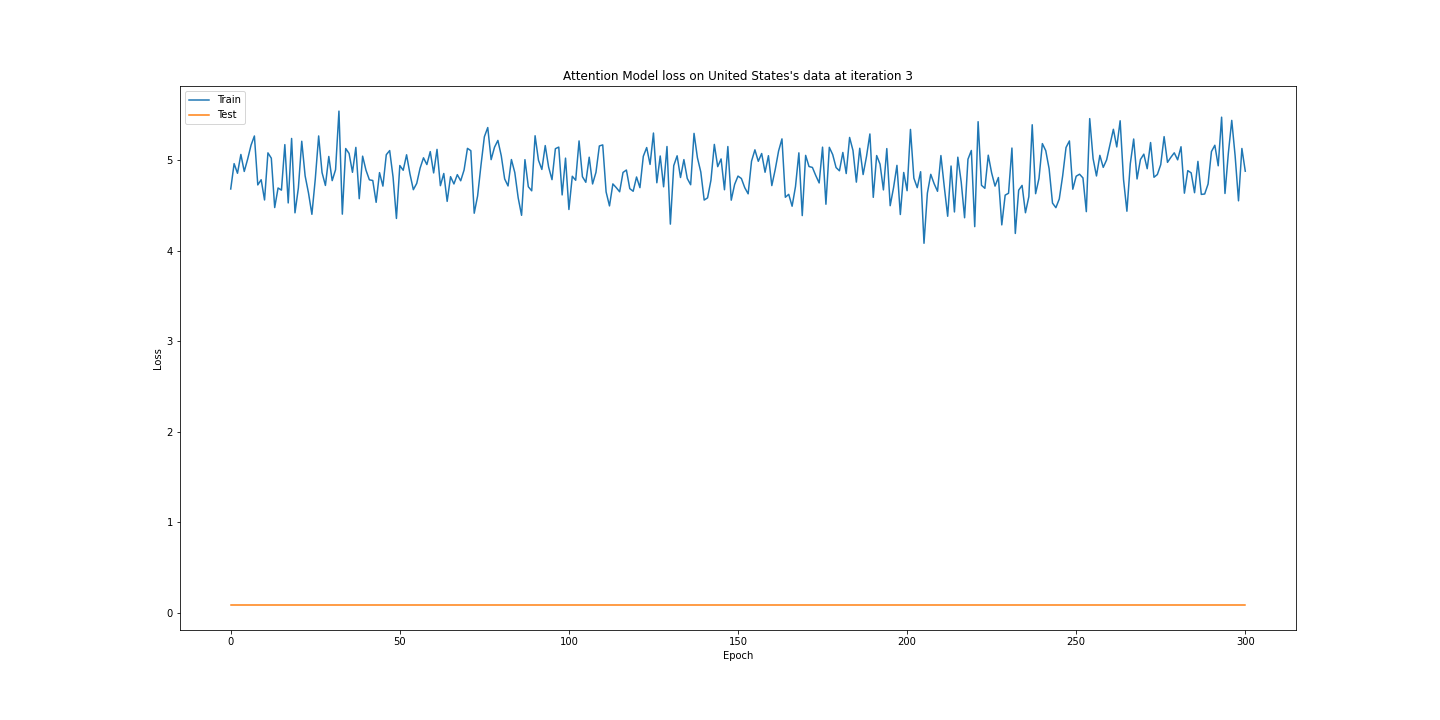 Attention Model loss on United States's data at iteration 3
Train
Test
5
4
3
2
1
0
Loss
0 50 100 150 200 250 300
Epoch